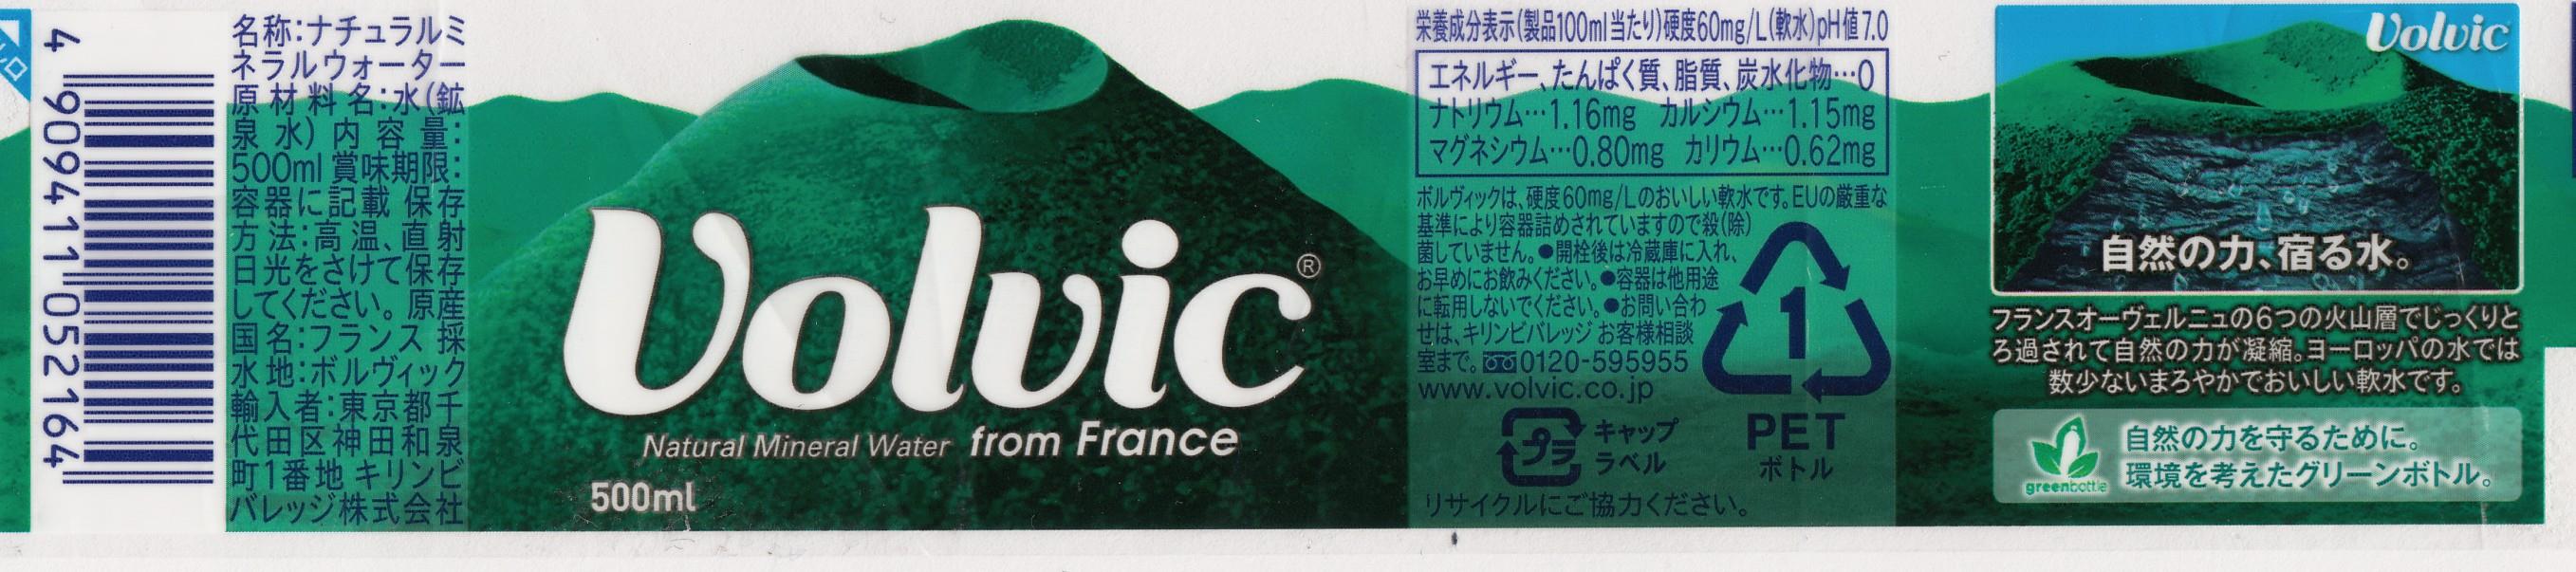 4 909411 052164
名称:ナチュラルミ
ネラルウォーター
原材料名:水(鉱
泉水) 内容量:
500ml 賞味期限:
容器に記載 保存
方法:高温、直射
日光をさけて保存
してください。原産
国名:フランス 採
水地:ボルヴィック
輸入者:東京都千
代田区神田和泉
町1番地 キリンビ
バレッジ株式会社
Volvic®
Natural Mineral Water from France
500ml
栄養成分表示(製品100ml当たり)硬度60mg/L(軟水)pH値7.0
エネルギー、たんぱく質、脂質、炭水化物…0
ナトリウム…1.16mg カルシウム…1.15mg
マグネシウム…0.80mg カリウム…0.62mg
ボルヴィックは、硬度60mg/Lのおいしい軟水です。EUの厳重な
基準により容器詰めされていますので殺(除)
菌していません。●開栓後は冷蔵庫に入れ、
お早めにお飲みください。●容器は他用途
に転用しないでください。●お問い合わ
せは、キリンビバレッジ お客様相談
室まで。0120-595955
www.volvic.co.jp
1
PET
ボトル
プラ
キャップ
ラベル
リサイクルにご協力ください。
Volvic
自然の力、宿る水。
フランスオーヴェルニュの6つの火山層でじっくりと
ろ過されて自然の力が凝縮。ヨーロッパの水では
数少ないまろやかでおいしい軟水です。
greenbottle
自然の力を守るために。
環境を考えたグリーンボトル。